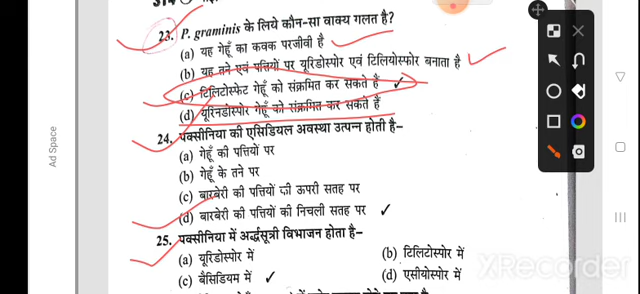 23. P. graminis के लिये कौन-सा वाक्य गलत है?
(a) यह गेहूँ का कवक परजीवी है
(b) यह तने एवं पत्तियों पर यूरिडोस्पोर एवं टिलियोस्फोर बनाता है
(c) टिलिटोस्फेट गेहूँ को संक्रमित कर सकते हैं
(d) यूरिनडोस्पोर गेहूँ को संक्रमित कर सकते हैं
24. पक्सीनिया की एसिडियल अवस्था उत्पन्न होती है-
(a) गेहूँ की पत्तियों पर
(b) गेहूँ के तने पर
(c) बारबेरी की पत्तियों की ऊपरी सतह पर
(d) बारबेरी की पत्तियों की निचली सतह पर
25. पक्सीनिया में अर्द्धसूत्री विभाजन होता है-
(a) यूरिडोस्पोर में (b) टिलिटोस्पोर में
(c) बैसिडियम में (d) एसीयोस्पोर में
Ad Space
XRecorder